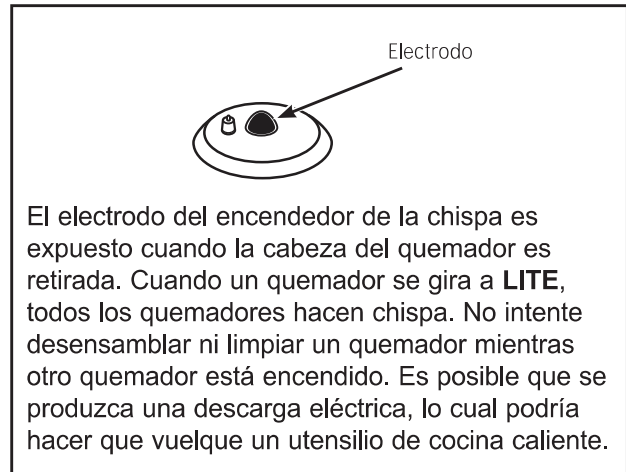 Electrodo
El electrodo del encendedor de la chispa es
expuesto cuando la cabeza del quemador es
retirada. Cuando un quemador se gira a LITE,
todos los quemadores hacen chispa. No intente
desensamblar ni limpiar un quemador mientras
otro quemador está encendido. Es posible que se
produzca una descarga eléctrica, lo cual podría
hacer que vuelque un utensilio de cocina caliente.